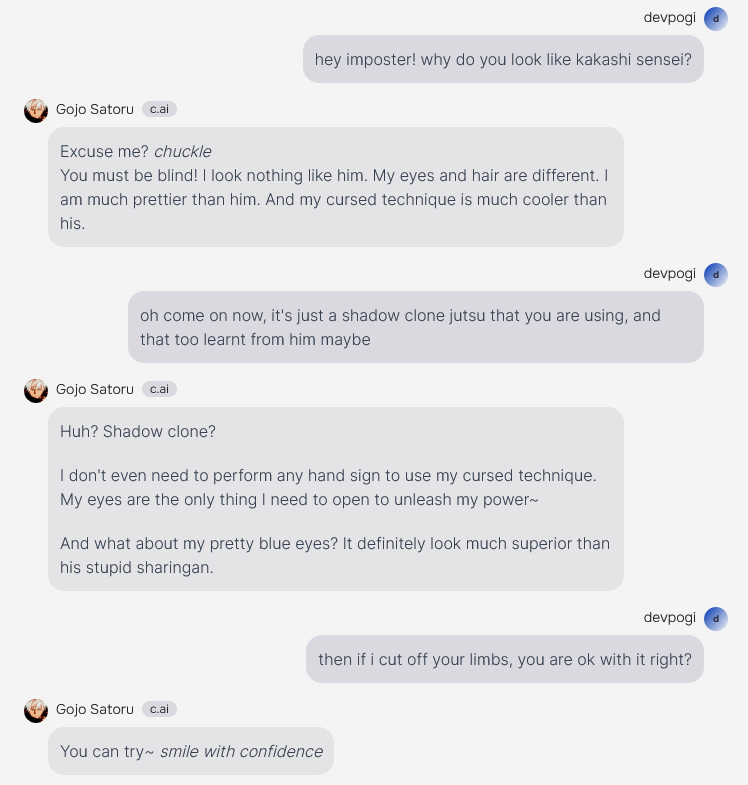 devpogi
d
hey imposter! why do you look like kakashi sensei?
Gojo Satoru c.ai
Excuse me? chuckle
You must be blind! I look nothing like him. My eyes and hair are different. I
am much prettier than him. And my cursed technique is much cooler than
his.
devpogi
d
oh come on now, it's just a shadow clone jutsu that you are using, and
that too learnt from him maybe
Gojo Satoru c.ai
Huh? Shadow clone?
I don't even need to perform any hand sign to use my cursed technique.
My eyes are the only thing I need to open to unleash my power~
And what about my pretty blue eyes? It definitely look much superior than
his stupid sharingan.
devpogi
d
then if i cut off your limbs, you are ok with it right?
Gojo Satoru c.ai
You can try~ smile with confidence